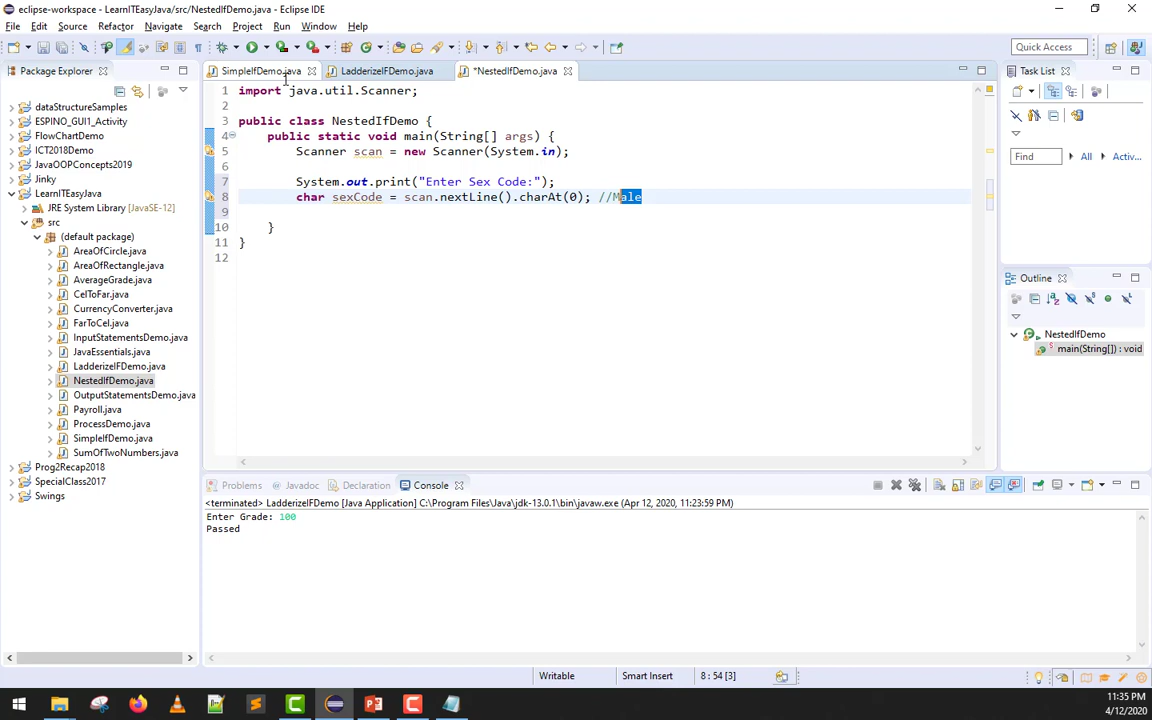 eclipse-workspace - LearnITEasyJava/src/NestedIfDemo.java - Eclipse IDE
File Edit Source Refactor Navigate Search Project Run Window Help
Quick Access
Package Explorer
SimpleIfDemo.java LadderizeIFDemo.java *NestedIfDemo.java
Task List
dataStructureSamples
ESPINO_GUI1_Activity
FlowChartDemo
ICT2018Demo
JavaOOPConcepts2019
Jinky
LearnITEasyJava
JRE System Library [JavaSE-12]
src
(default package)
AreaOfCircle.java
AreaOfRectangle.java
AverageGrade.java
CelToFar.java
CurrencyConverter.java
FarToCel.java
InputStatementsDemo.java
JavaEssentials.java
LadderizeIFDemo.java
NestedIfDemo.java
OutputStatementsDemo.java
Payroll.java
ProcessDemo.java
SimpleIfDemo.java
SumOfTwoNumbers.java
Prog2Recap2018
SpecialClass2017
Swings
1 import java.util.Scanner;
2
3 public class NestedIfDemo {
4 public static void main(String[] args) {
5 Scanner scan = new Scanner(System.in);
6
7 System.out.print("Enter Sex Code:");
8 char sexCode = scan.nextLine().charAt(0); //Male
9
10 }
11 }
12
Find All Activ...
Outline
NestedIfDemo
main(String[]) : void
Problems Javadoc Declaration Console
<terminated> LadderizeIFDemo [Java Application] C:\Program Files\Java\jdk-13.0.1\bin\javaw.exe (Apr 12, 2020, 11:23:59 PM)
Enter Grade: 100
Passed
Writable Smart Insert 8 : 54 [3]
11:35 PM
4/12/2020